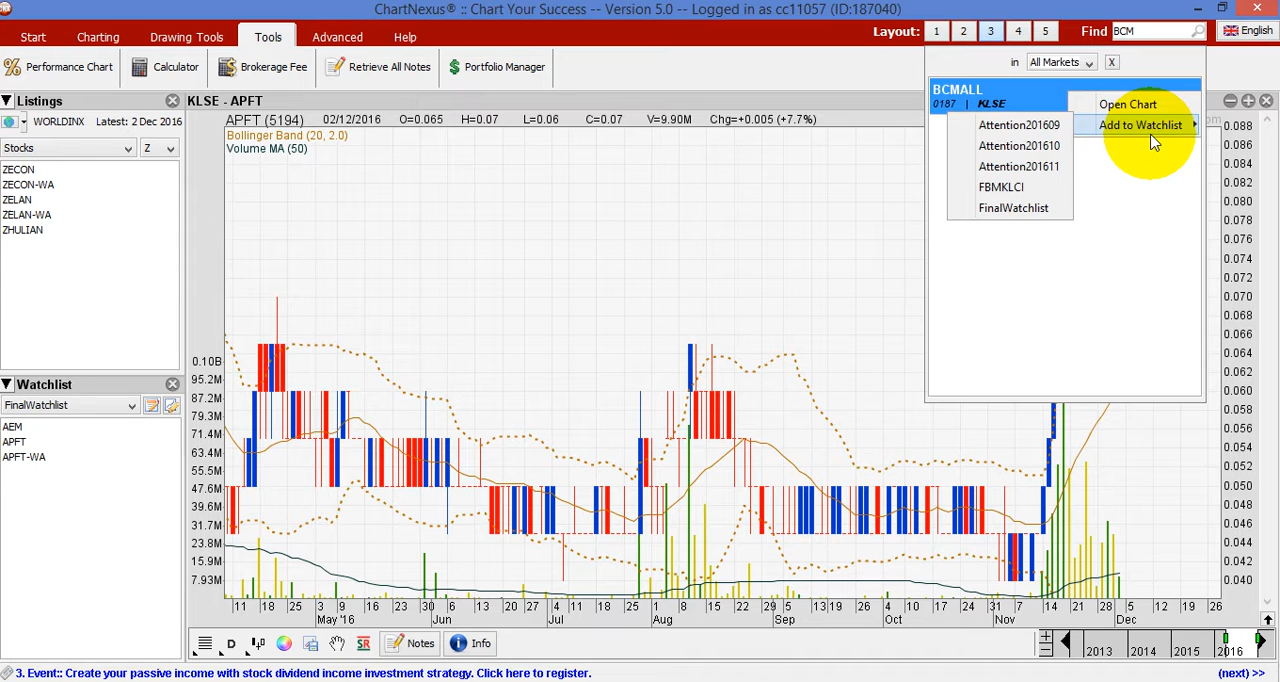 ChartNexus® :: Chart Your Success -- Version 5.0 -- Logged in as cc11057 (ID:187040)
Start Charting Drawing Tools Tools Advanced Help Layout: 1 2 3 4 5 Find BCM English
Performance Chart Calculator Brokerage Fee Retrieve All Notes Portfolio Manager
in All Markets X
BCMALL
0187 | KLSE
Open Chart
Add to Watchlist
Attention201609
Attention201610
Attention201611
FBMKLCI
FinalWatchlist
Listings
WORLDINX Latest: 2 Dec 2016
Stocks Z
ZECON
ZECON-WA
ZELAN
ZELAN-WA
ZHULIAN
Watchlist
FinalWatchlist
AEM
APFT
APFT-WA
KLSE - APFT
APFT (5194) 02/12/2016 O=0.065 H=0.07 L=0.06 C=0.07 V=9.90M Chg=+0.005 (+7.7%)
Bollinger Band (20, 2.0)
Volume MA (50)
0.10B
95.2M
87.2M
79.3M
71.4M
63.4M
55.5M
47.6M
39.6M
31.7M
23.8M
15.9M
7.93M
0.088
0.086
0.084
0.082
0.080
0.078
0.076
0.074
0.072
0.070
0.068
0.066
0.064
0.062
0.060
0.058
0.056
0.054
0.052
0.050
0.048
0.046
0.044
0.042
0.040
11 18 25 3 9 16 23 30 6 13 20 27 4 11 18 25 1 8 15 22 29 5 13 19 26 4 10 17 24 31 7 14 21 28 5 12 19 26
May '16 Jun Jul Aug Sep Oct Nov Dec
D SR Notes Info
2013 2014 2015 2016
3. Event:: Create your passive income with stock dividend income investment strategy. Click here to register. (next) >>